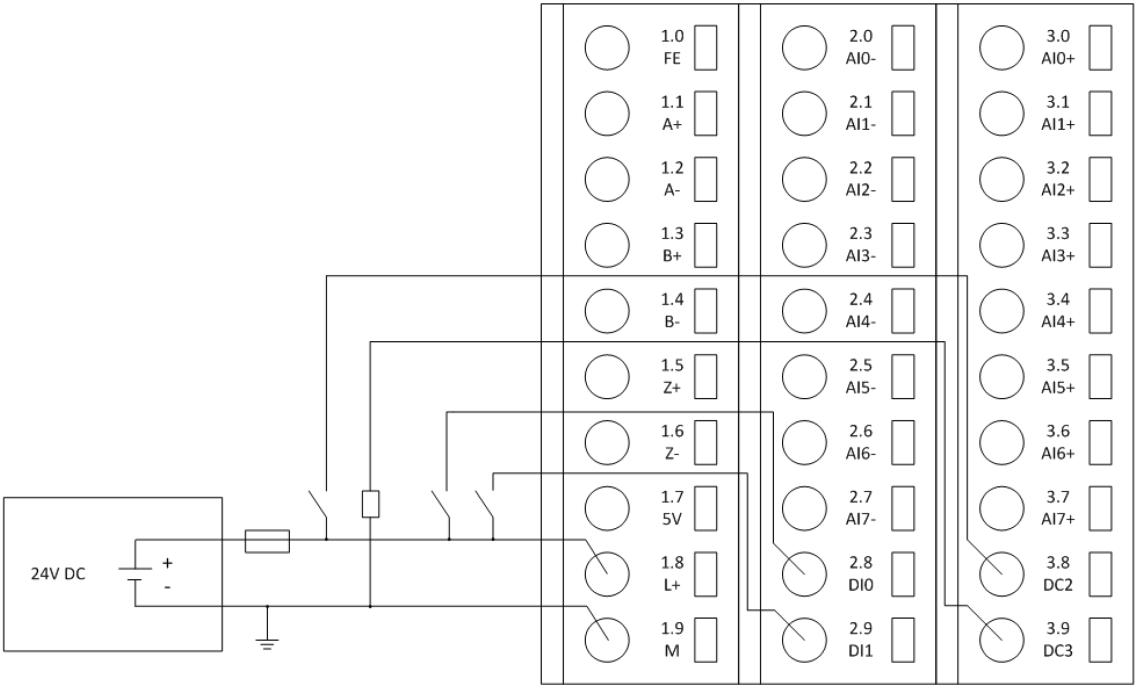 1.0
FE
2.0
AI0-
3.0
AI0+
1.1
A+
2.1
AI1-
3.1
AI1+
1.2
A-
2.2
AI2-
3.2
AI2+
1.3
B+
2.3
AI3-
3.3
AI3+
1.4
B-
2.4
AI4-
3.4
AI4+
1.5
Z+
2.5
AI5-
3.5
AI5+
1.6
Z-
2.6
AI6-
3.6
AI6+
1.7
5V
2.7
AI7-
3.7
AI7+
24V DC
+
-
1.8
L+
2.8
DI0
3.8
DC2
1.9
M
2.9
DI1
3.9
DC3